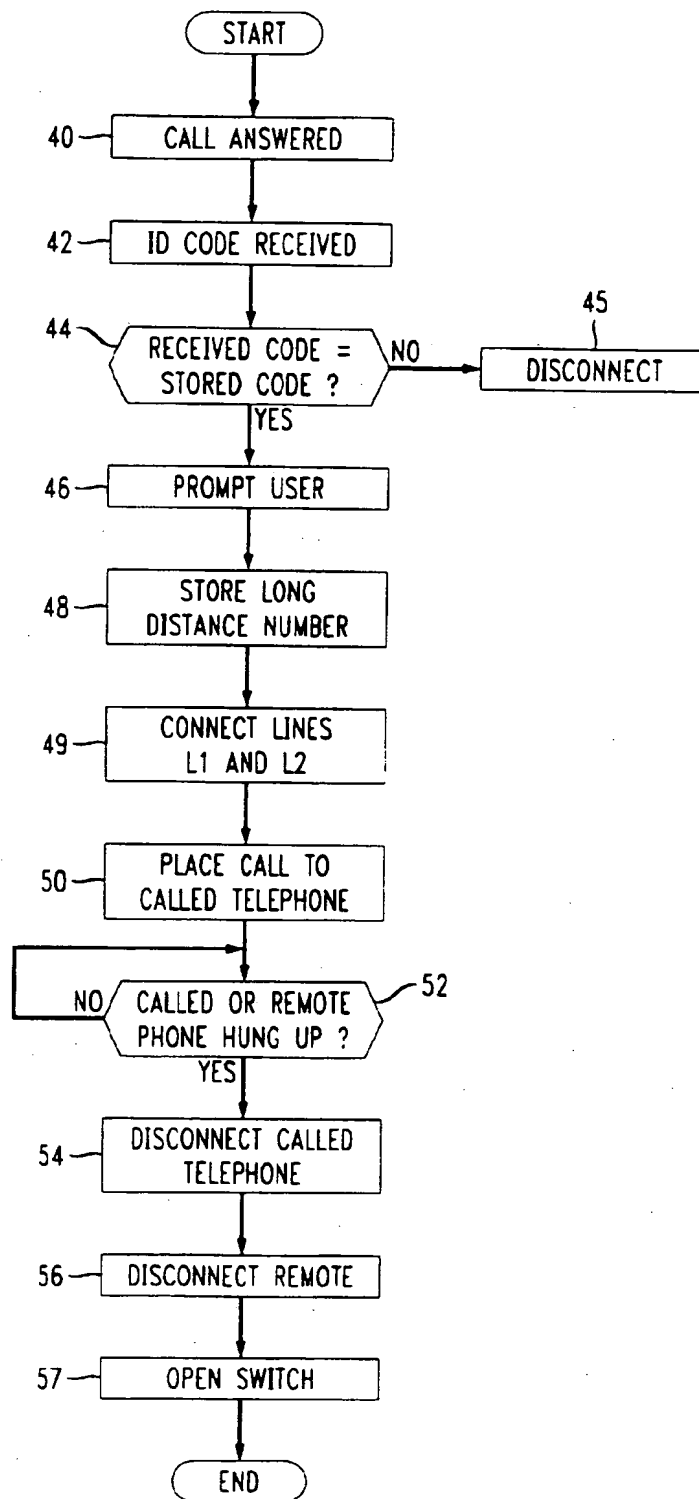 START
40
CALL ANSWERED
42
ID CODE RECEIVED
44
RECEIVED CODE =
STORED CODE ?
NO
45
DISCONNECT
YES
46
PROMPT USER
48
STORE LONG
DISTANCE NUMBER
49
CONNECT LINES
L1 AND L2
50
PLACE CALL TO
CALLED TELEPHONE
NO
CALLED OR REMOTE
PHONE HUNG UP ?
52
YES
54
DISCONNECT CALLED
TELEPHONE
56
DISCONNECT REMOTE
57
OPEN SWITCH
END